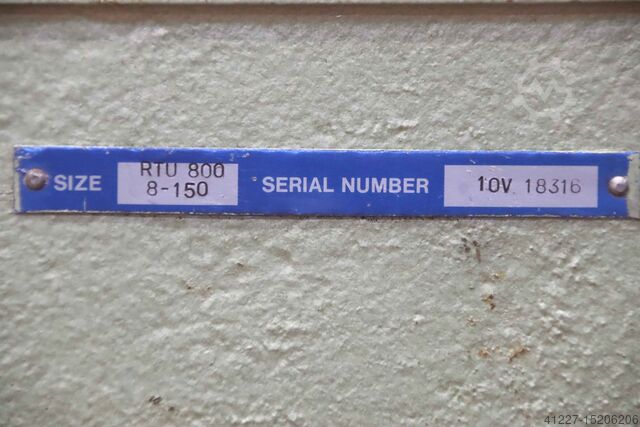 SIZE
RTU 800
8-150
SERIAL NUMBER
10V 18316
41227-15206206